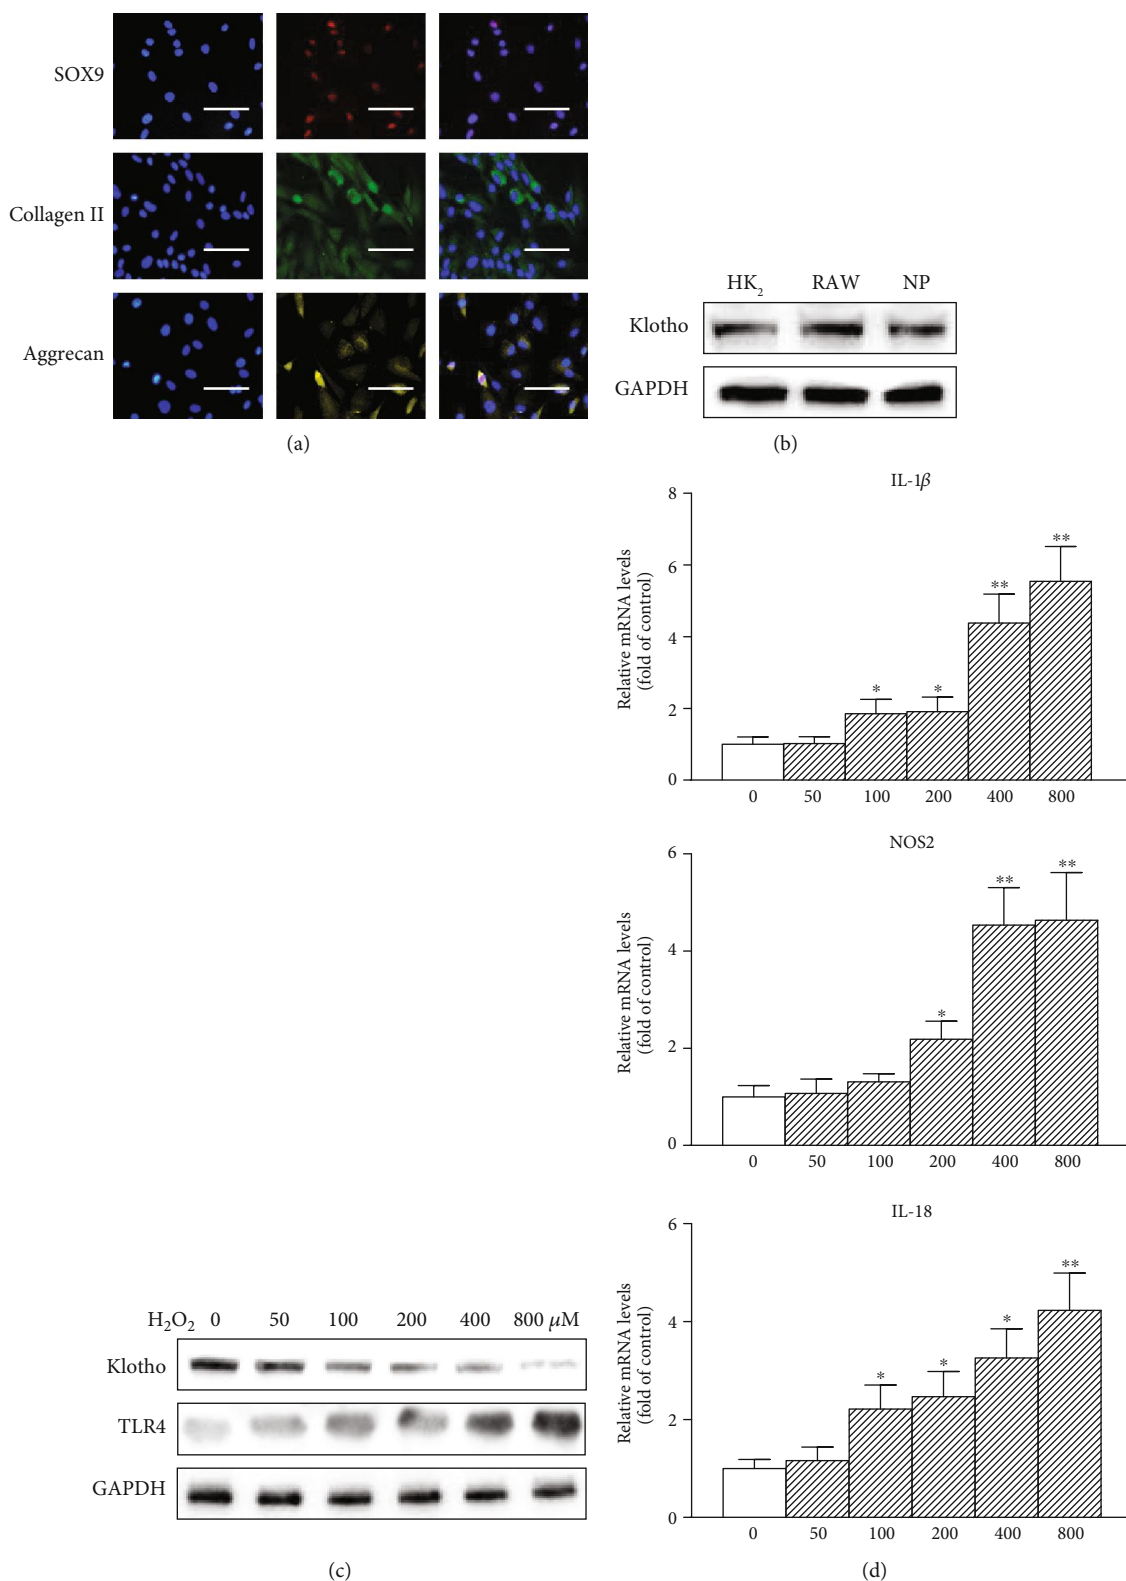 SOX9
Collagen II
Aggrecan
(a)
HK2 RAW NP
Klotho
GAPDH
(b)
H2O2 0 50 100 200 400 800 μM
Klotho
TLR4
GAPDH
(c)
IL-1β
Relative mRNA levels
(fold of control)
8
6
4
2
0
* * ** **
0 50 100 200 400 800
NOS2
Relative mRNA levels
(fold of control)
6
4
2
0
* ** **
0 50 100 200 400 800
IL-18
Relative mRNA levels
(fold of control)
6
4
2
0
* * * **
0 50 100 200 400 800
(d)